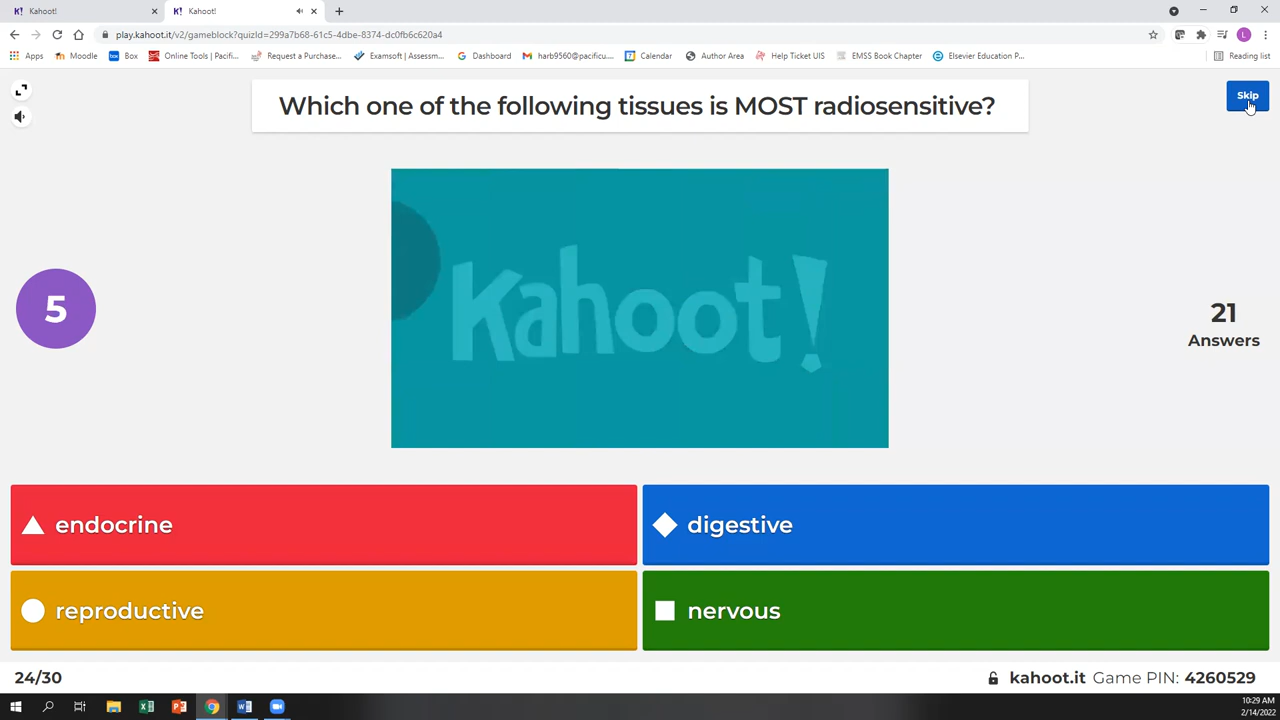 Kahoot!
Kahoot!
play.kahoot.it/v2/gameblock?quizId=299a7b68-61c5-4dbe-8374-dc0fb6c620a4
Apps Moodle Box Online Tools | Pacifi... Request a Purchase... Examsoft | Assessm... Dashboard harb9560@pacificu.... Calendar Author Area Help Ticket UIS EMSS Book Chapter Elsevier Education P... Reading list
Which one of the following tissues is MOST radiosensitive?
Skip
Kahoot!
5
21
Answers
endocrine
digestive
reproductive
nervous
24/30
kahoot.it Game PIN: 4260529
10:29 AM
2/14/2022